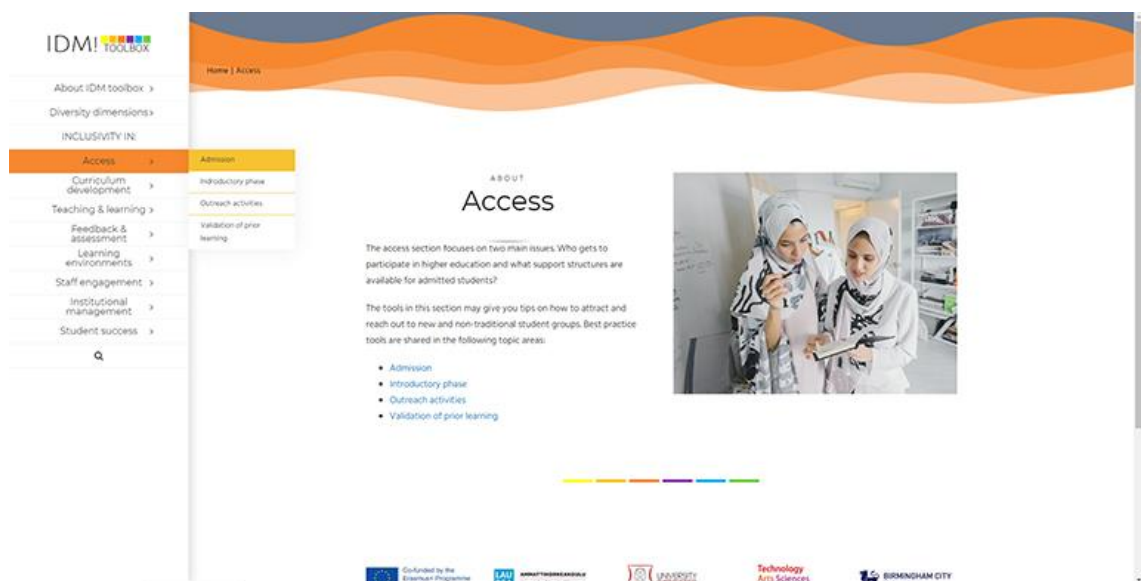 IDM! TOOLBOX
About IDM toolbox >
Diversity dimensions >
INCLUSIVITY IN:
Access >
Curriculum
development >
Teaching & learning >
Feedback &
assessment >
Learning
environments >
Staff engagement >
Institutional
management >
Student success >
Home | Access
Admission
Indroductory phase
Outreach activities
Validation of prior
learning
ABOUT
Access
The access section focuses on two main issues. Who gets to
participate in higher education and what support structures are
available for admitted students?
The tools in this section may give you tips on how to attract and
reach out to new and non-traditional student groups. Best practice
tools are shared in the following topic areas:
• Admission
• Introductory phase
• Outreach activities
• Validation of prior learning
Co-funded by the
Erasmus+ Programme
LAU
AMMATTIKORKEAKOULU
UNIVERSITY
Technology
Arts Sciences
BIRMINGHAM CITY